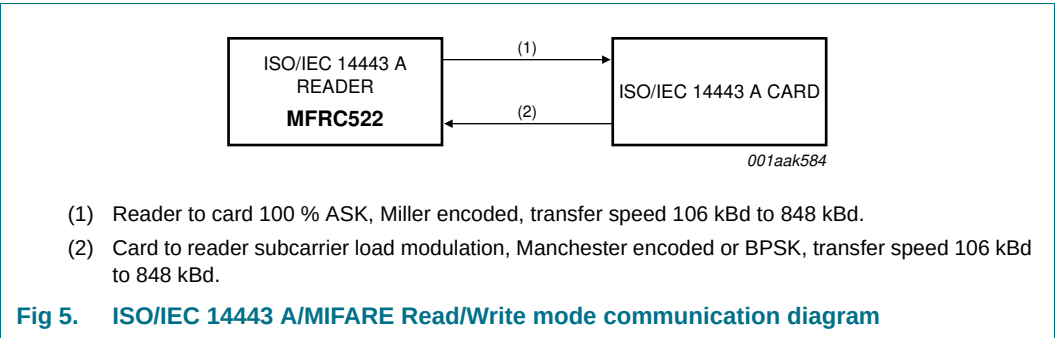 ISO/IEC 14443 A
READER
MFRC522
(1)
(2)
ISO/IEC 14443 A CARD
001aak584
(1) Reader to card 100 % ASK, Miller encoded, transfer speed 106 kBd to 848 kBd.
(2) Card to reader subcarrier load modulation, Manchester encoded or BPSK, transfer speed 106 kBd
to 848 kBd.
Fig 5. ISO/IEC 14443 A/MIFARE Read/Write mode communication diagram